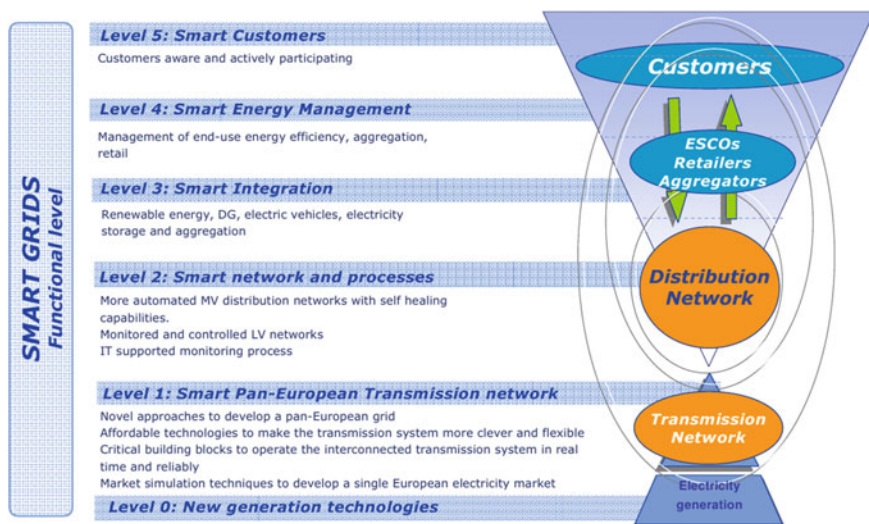 SMART GRIDS
Functional level
Level 5: Smart Customers
Customers aware and actively participating
Level 4: Smart Energy Management
Management of end-use energy efficiency, aggregation,
retail
Level 3: Smart Integration
Renewable energy, DG, electric vehicles, electricity
storage and aggregation
Level 2: Smart network and processes
More automated MV distribution networks with self healing
capabilities.
Monitored and controlled LV networks
IT supported monitoring process
Level 1: Smart Pan-European Transmission network
Novel approaches to develop a pan-European grid
Affordable technologies to make the transmission system more clever and flexible
Critical building blocks to operate the interconnected transmission system in real
time and reliably
Market simulation techniques to develop a single European electricity market
Level 0: New generation technologies
Customers
ESCOs
Retailers
Aggregators
Distribution
Network
Transmission
Network
Electricity
generation